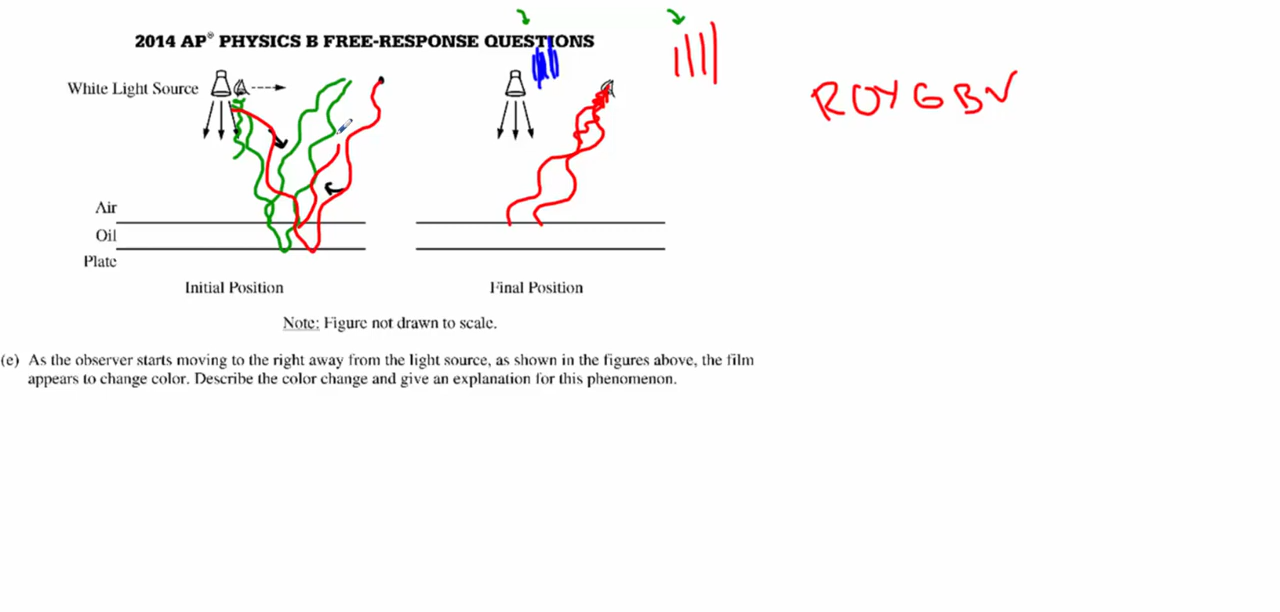 2014 AP® PHYSICS B FREE-RESPONSE QUESTIONS
White Light Source
ROYGBV
Air
Oil
Plate
Initial Position
Final Position
Note: Figure not drawn to scale.
(e) As the observer starts moving to the right away from the light source, as shown in the figures above, the film
appears to change color. Describe the color change and give an explanation for this phenomenon.